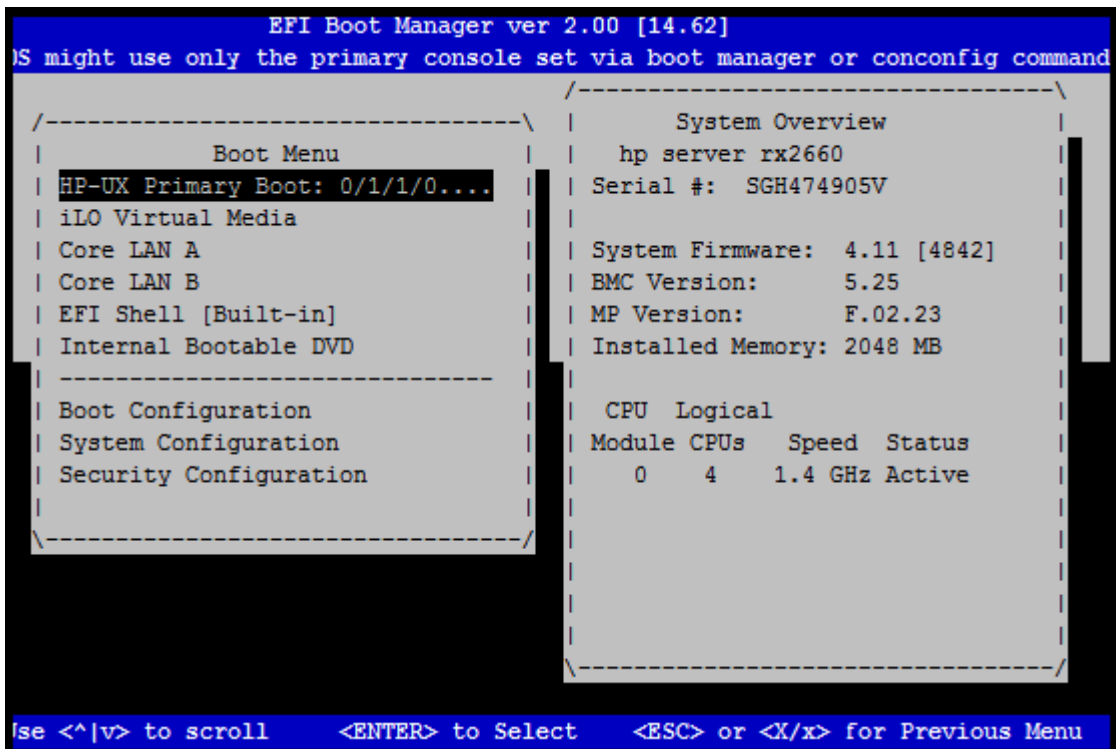 EFI Boot Manager ver 2.00 [14.62]
OS might use only the primary console set via boot manager or conconfig command
Boot Menu
HP-UX Primary Boot: 0/1/1/0....
iLO Virtual Media
Core LAN A
Core LAN B
EFI Shell [Built-in]
Internal Bootable DVD
--------------------------------
Boot Configuration
System Configuration
Security Configuration
System Overview
hp server rx2660
Serial #: SGH474905V
System Firmware: 4.11 [4842]
BMC Version: 5.25
MP Version: F.02.23
Installed Memory: 2048 MB
CPU Logical
Module CPUs Speed Status
0 4 1.4 GHz Active
Use <^|v> to scroll <ENTER> to Select <ESC> or <X/x> for Previous Menu